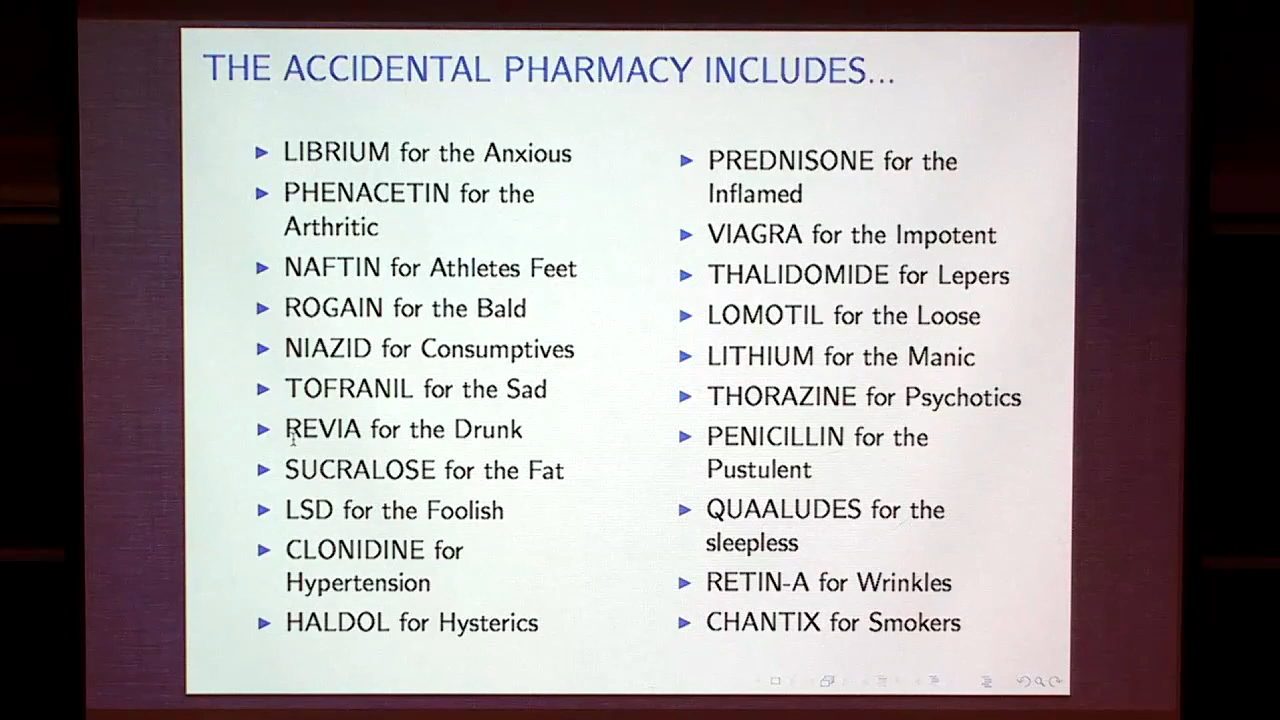 THE ACCIDENTAL PHARMACY INCLUDES...
LIBRIUM for the Anxious
PHENACETIN for the
Arthritic
NAFTIN for Athletes Feet
ROGAIN for the Bald
NIAZID for Consumptives
TOFRANIL for the Sad
REVIA for the Drunk
SUCRALOSE for the Fat
LSD for the Foolish
CLONIDINE for
Hypertension
HALDOL for Hysterics
PREDNISONE for the
Inflamed
VIAGRA for the Impotent
THALIDOMIDE for Lepers
LOMOTIL for the Loose
LITHIUM for the Manic
THORAZINE for Psychotics
PENICILLIN for the
Pustulent
QUAALUDES for the
sleepless
RETIN-A for Wrinkles
CHANTIX for Smokers